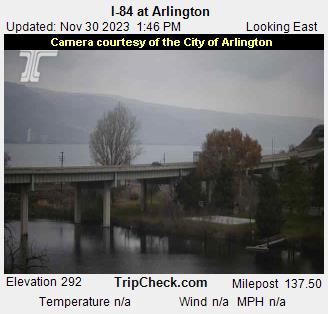 I-84 at Arlington
Updated: Nov 30 2023 1:46 PM Looking East
Camera courtesy of the City of Arlington
Elevation 292 TripCheck.com Milepost 137.50
Temperature n/a Wind n/a MPH n/a